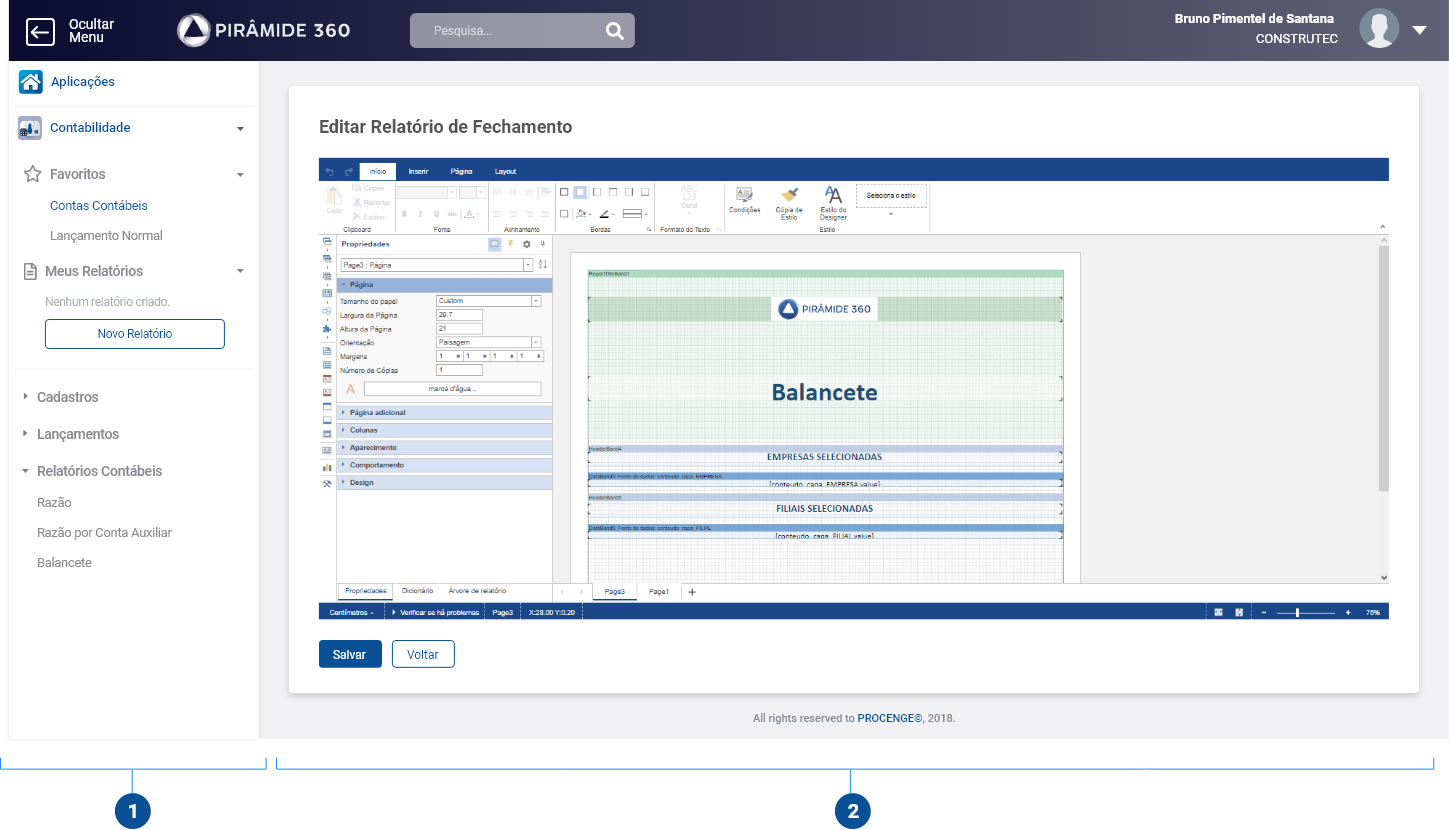 Ocultar
Menu
PIRÂMIDE 360
Pesquisa...
Bruno Pimentel de Santana
CONSTRUTEC
Aplicações
Contabilidade
Favoritos
Contas Contábeis
Lançamento Normal
Meus Relatórios
Nenhum relatório criado.
Novo Relatório
Cadastros
Lançamentos
Relatórios Contábeis
Razão
Razão por Conta Auxiliar
Balancete
Editar Relatório de Fechamento
Início Inserir Página Layout
Colar
Copiar
Recortar
Excluir
Clipboard
B I U abc A
Fonte
Alinhamento
Bordas
ABC
123
Geral
Formato do Texto
Condições
Cópia de
Estilo
Estilo do
Designer
Seleciona o estilo
Estilo
Propriedades
Page3 : Página
Página
Tamanho do papel Custom
Largura da Página 29.7
Altura da Página 21
Orientação Paisagem
Margens 1 1 1 1
Número de Cópias 1
A marca d'água...
Página adicional
Colunas
Aparecimento
Comportamento
Design
ReportTitleBand1
PIRÂMIDE 360
Balancete
HeaderBand4
EMPRESAS SELECIONADAS
DataBand5; Fonte de dados: conteudo_capa_EMPRESA
{conteudo_capa_EMPRESA.value}
HeaderBand5
FILIAIS SELECIONADAS
DataBand6; Fonte de dados: conteudo_capa_FILIAL
{conteudo_capa_FILIAL.value}
Propriedades Dicionário Árvore de relatório
Page3 Page1 +
Centímetros Verificar se há problemas Page3 X:28.00 Y:0.20
- + 75%
Salvar Voltar
All rights reserved to PROCENGE©, 2018.
1 2